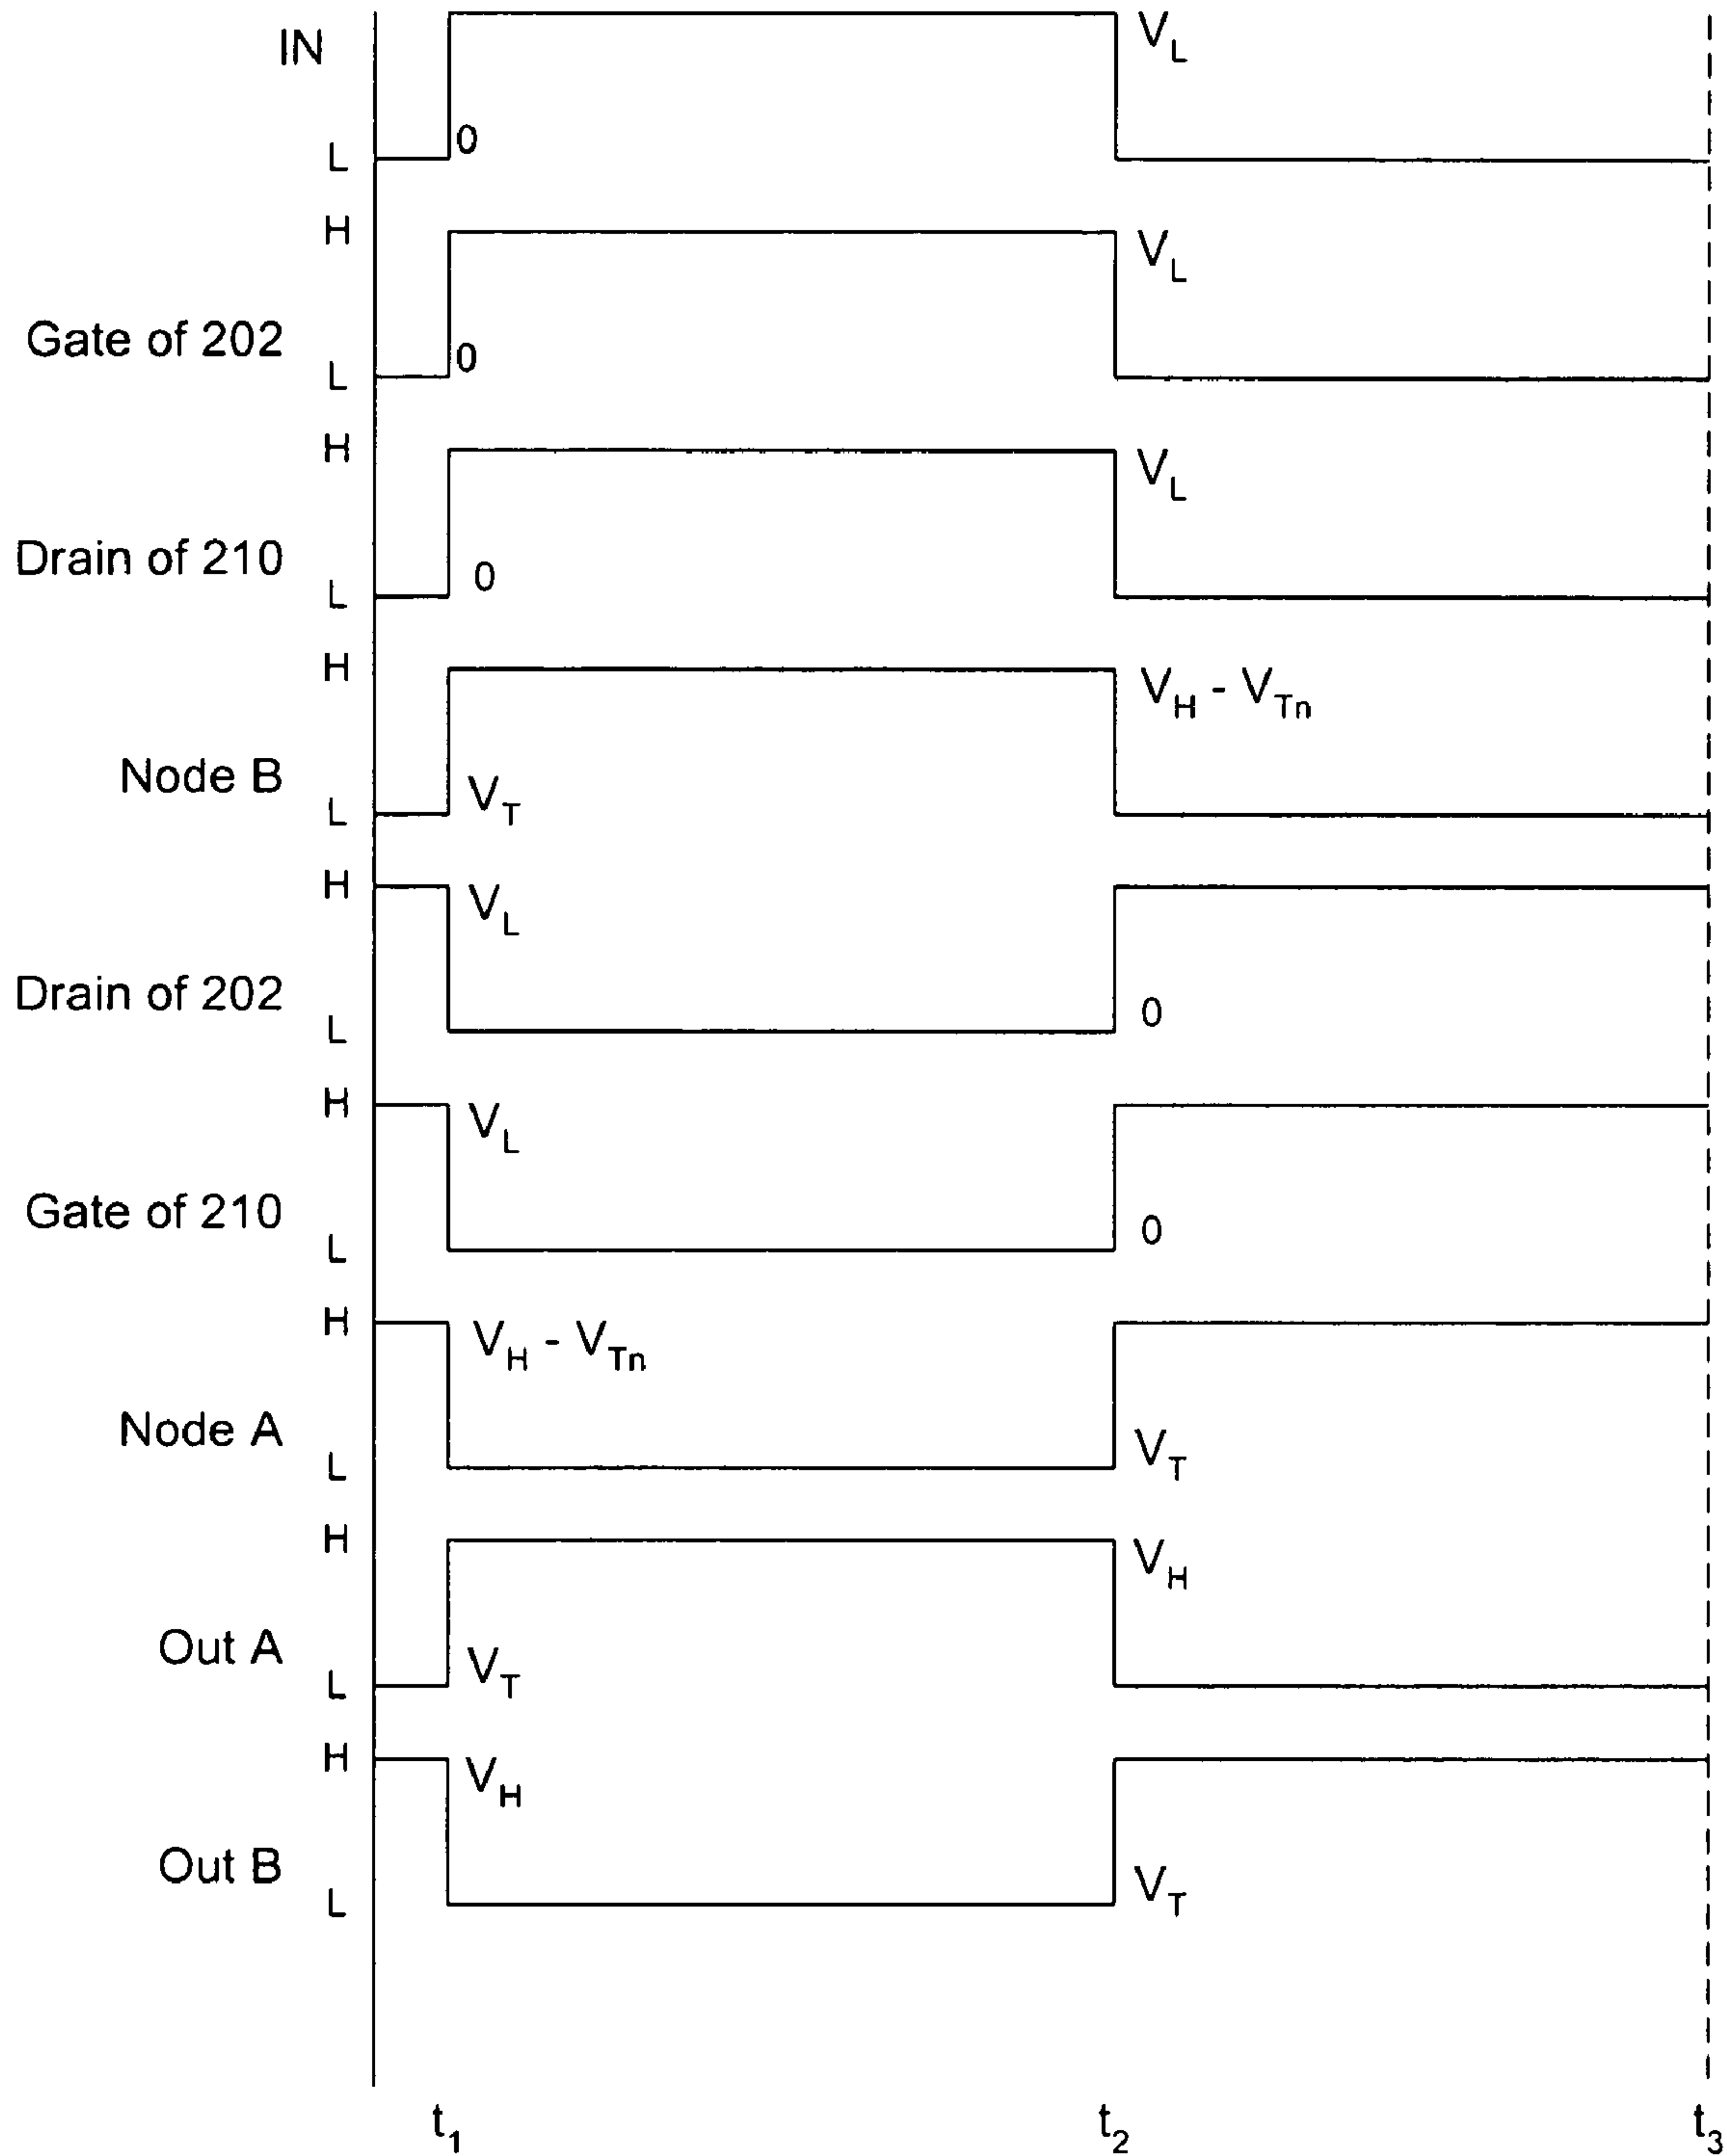 IN
V_L
L
0
H
V_L
Gate of 202
L
0
H
V_L
Drain of 210
L
0
H
V_H - V_Tn
Node B
L
V_T
H
V_L
Drain of 202
L
0
H
V_L
Gate of 210
L
0
H
V_H - V_Tn
Node A
L
V_T
H
V_H
Out A
L
V_T
H
V_H
Out B
L
V_T
t_1 t_2 t_3